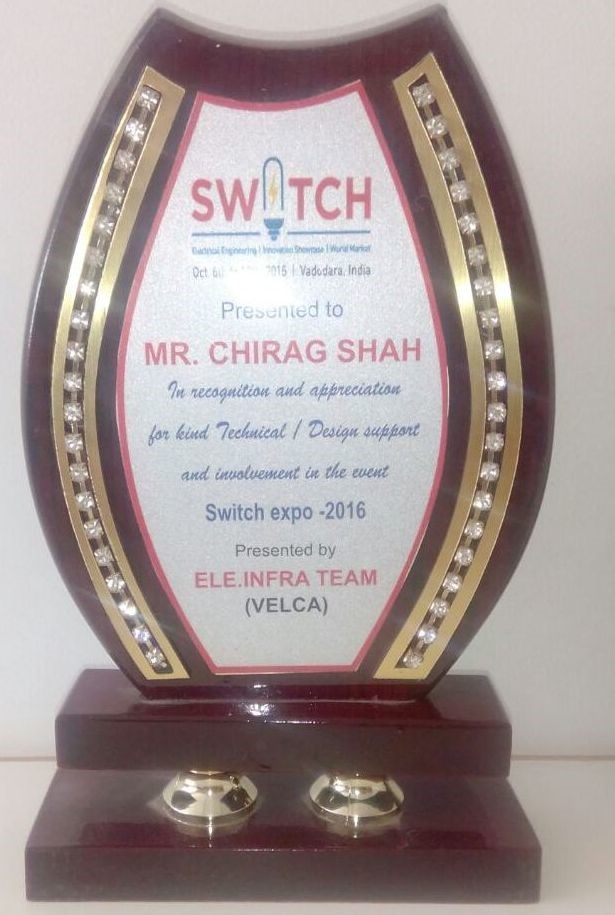 SWITCH
Electrical Engineering | Innovation Showcase | World Market
Oct 6th to 2016 | Vadodara, India
Presented to
MR. CHIRAG SHAH
In recognition and appreciation
for kind Technical / Design support
and involvement in the event
Switch expo -2016
Presented by
ELE.INFRA TEAM
(VELCA)